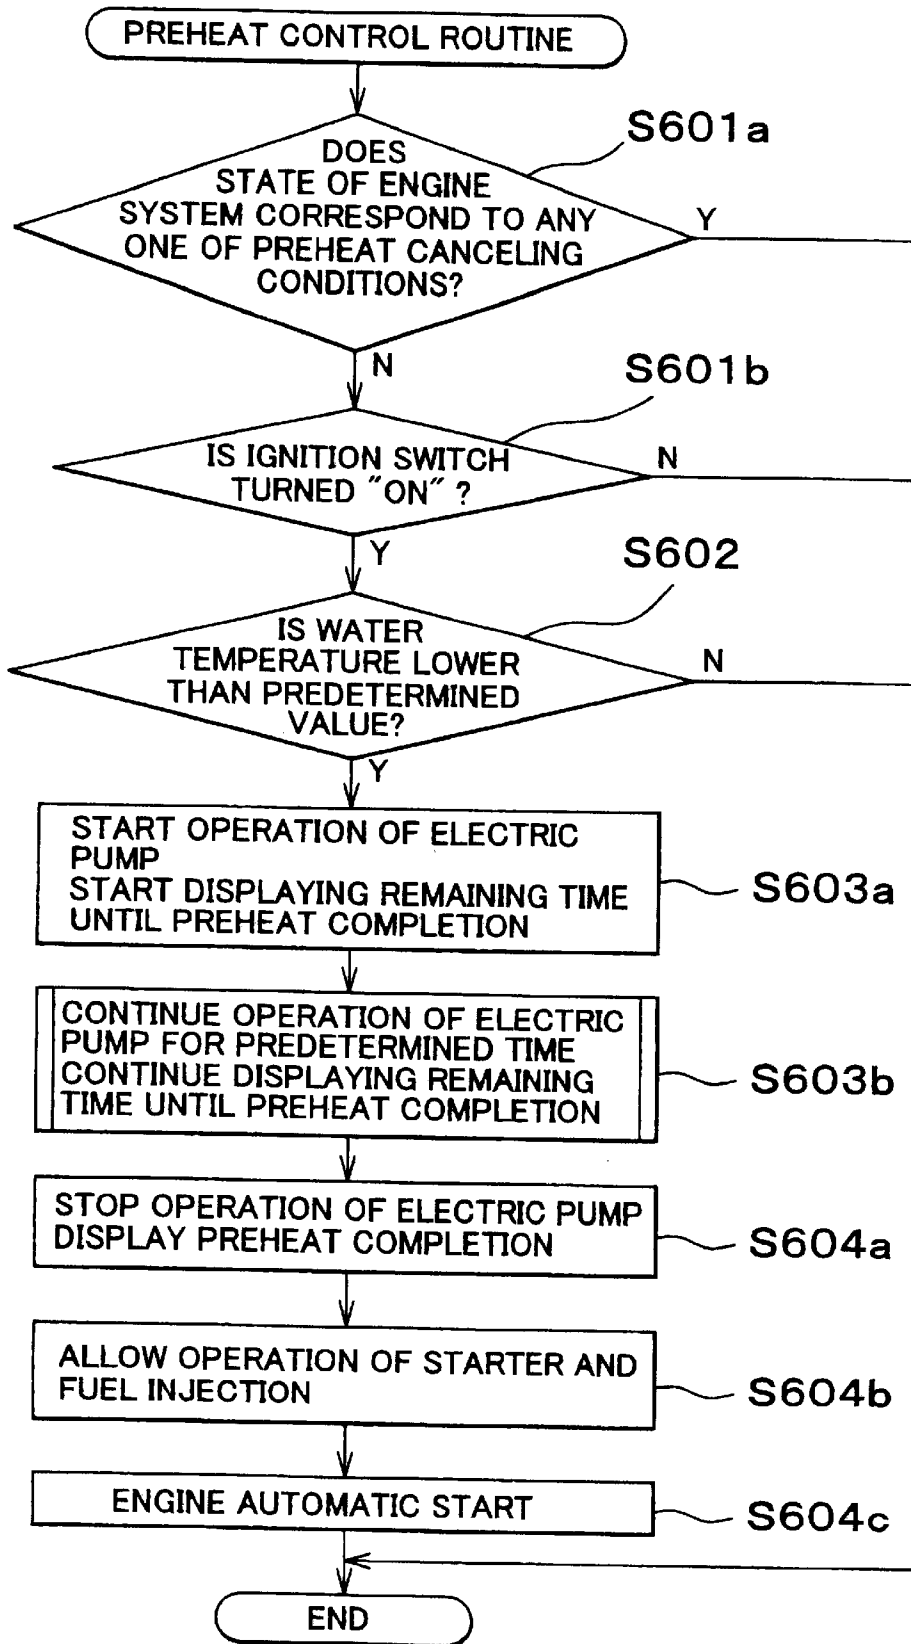 PREHEAT CONTROL ROUTINE
S601a
DOES
STATE OF ENGINE
SYSTEM CORRESPOND TO ANY
ONE OF PREHEAT CANCELING
CONDITIONS?
Y
N
S601b
IS IGNITION SWITCH
TURNED "ON" ?
N
Y
S602
IS WATER
TEMPERATURE LOWER
THAN PREDETERMINED
VALUE?
N
Y
START OPERATION OF ELECTRIC
PUMP
START DISPLAYING REMAINING TIME
UNTIL PREHEAT COMPLETION
S603a
CONTINUE OPERATION OF ELECTRIC
PUMP FOR PREDETERMINED TIME
CONTINUE DISPLAYING REMAINING
TIME UNTIL PREHEAT COMPLETION
S603b
STOP OPERATION OF ELECTRIC PUMP
DISPLAY PREHEAT COMPLETION
S604a
ALLOW OPERATION OF STARTER AND
FUEL INJECTION
S604b
ENGINE AUTOMATIC START
S604c
END